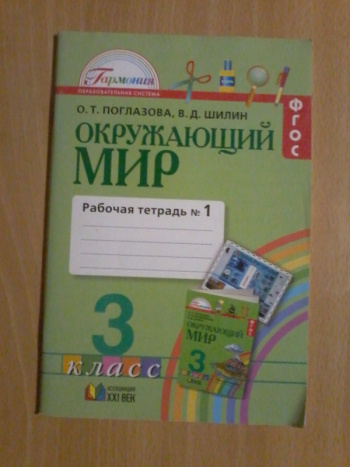 Гармония
ОБРАЗОВАТЕЛЬНАЯ СИСТЕМА
ФГОС
О. Т. ПОГЛАЗОВА, В. Д. ШИЛИН
ОКРУЖАЮЩИЙ
МИР
Рабочая тетрадь № 1
3
класс
АССОЦИАЦИЯ
XXI ВЕК
ОКРУЖАЮЩИЙ
МИР
3